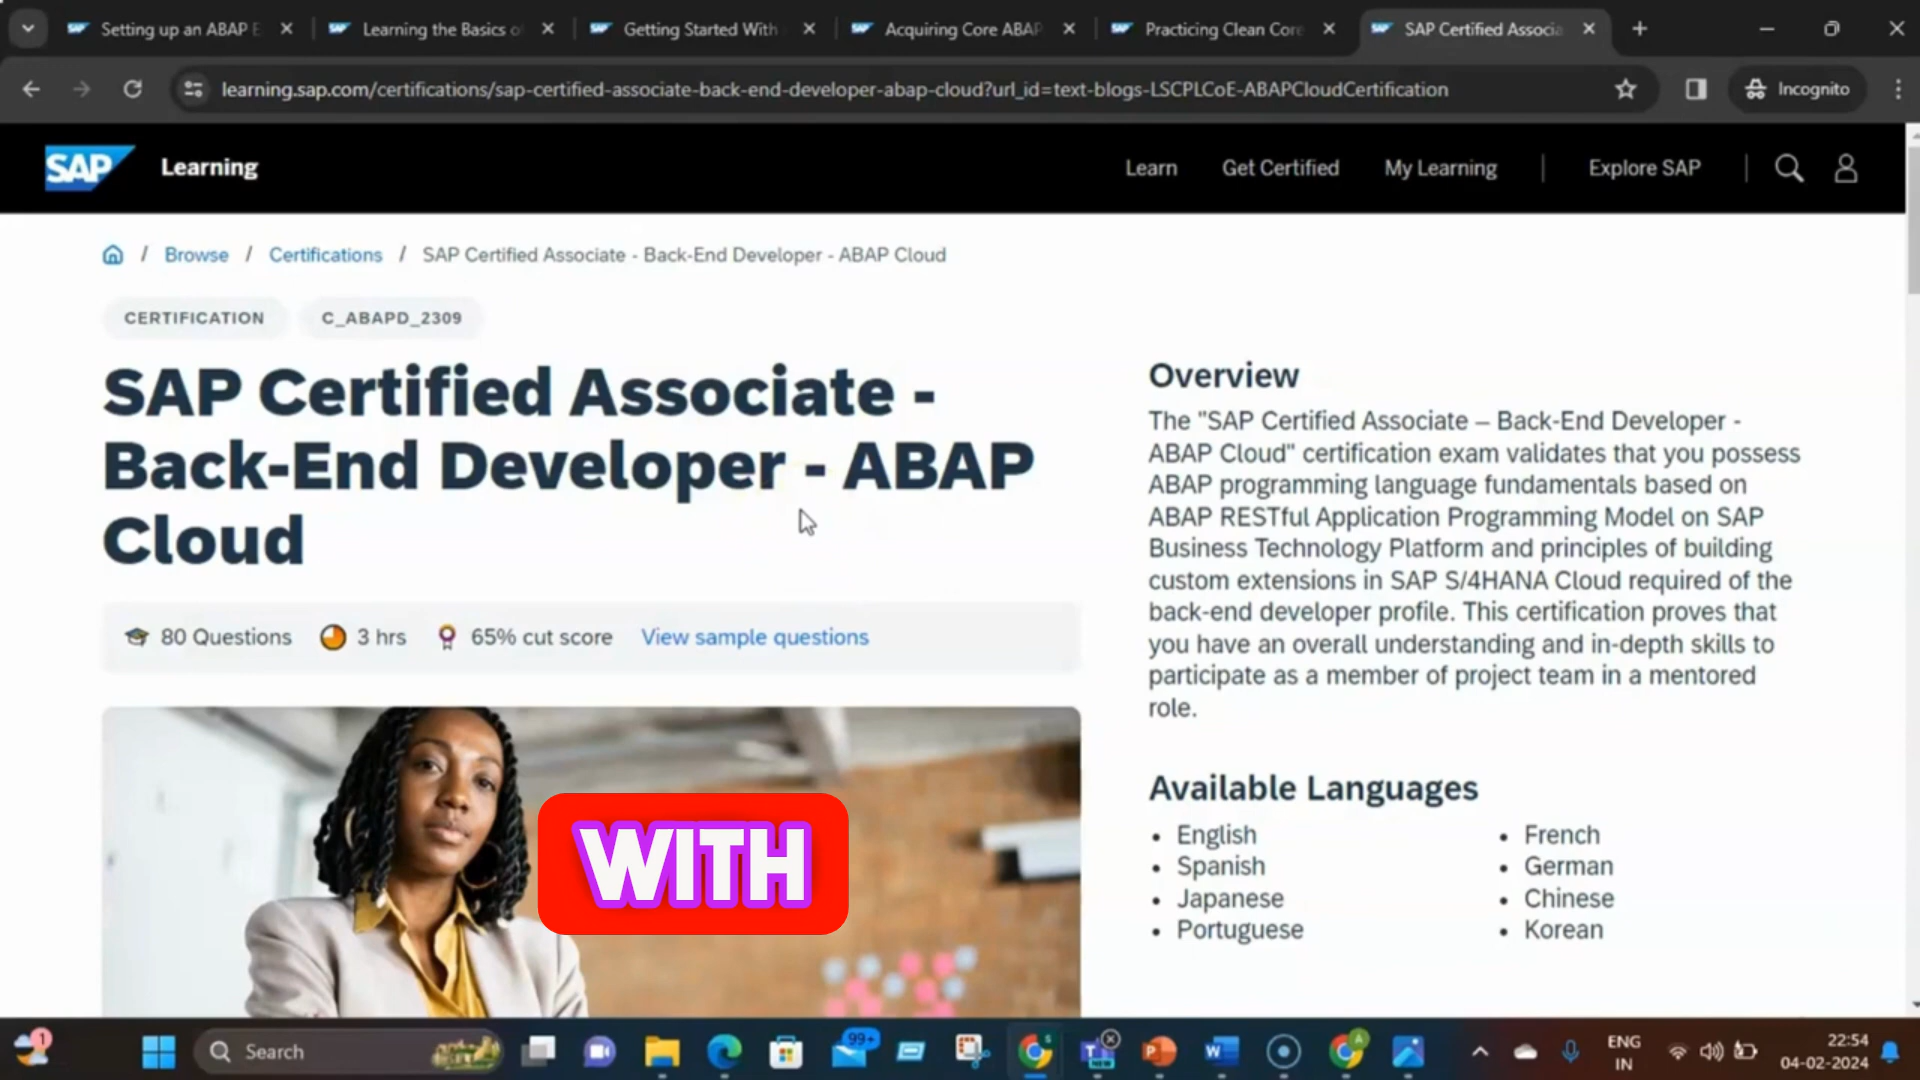 Setting up an ABAP E
Learning the Basics o
Getting Started With
Acquiring Core ABAP
Practicing Clean Core
SAP Certified Associa
learning.sap.com/certifications/sap-certified-associate-back-end-developer-abap-cloud?url_id=text-blogs-LSCPLCoE-ABAPCloudCertification
Incognito
SAP Learning
Learn Get Certified My Learning | Explore SAP |
/ Browse / Certifications / SAP Certified Associate - Back-End Developer - ABAP Cloud
CERTIFICATION C_ABAPD_2309
SAP Certified Associate -
Back-End Developer - ABAP
Cloud
80 Questions 3 hrs 65% cut score View sample questions
WITH
Overview
The "SAP Certified Associate – Back-End Developer -
ABAP Cloud" certification exam validates that you possess
ABAP programming language fundamentals based on
ABAP RESTful Application Programming Model on SAP
Business Technology Platform and principles of building
custom extensions in SAP S/4HANA Cloud required of the
back-end developer profile. This certification proves that
you have an overall understanding and in-depth skills to
participate as a member of project team in a mentored
role.
Available Languages
• English
• Spanish
• Japanese
• Portuguese
• French
• German
• Chinese
• Korean
1
Search
99+
ENG
IN
22:54
04-02-2024